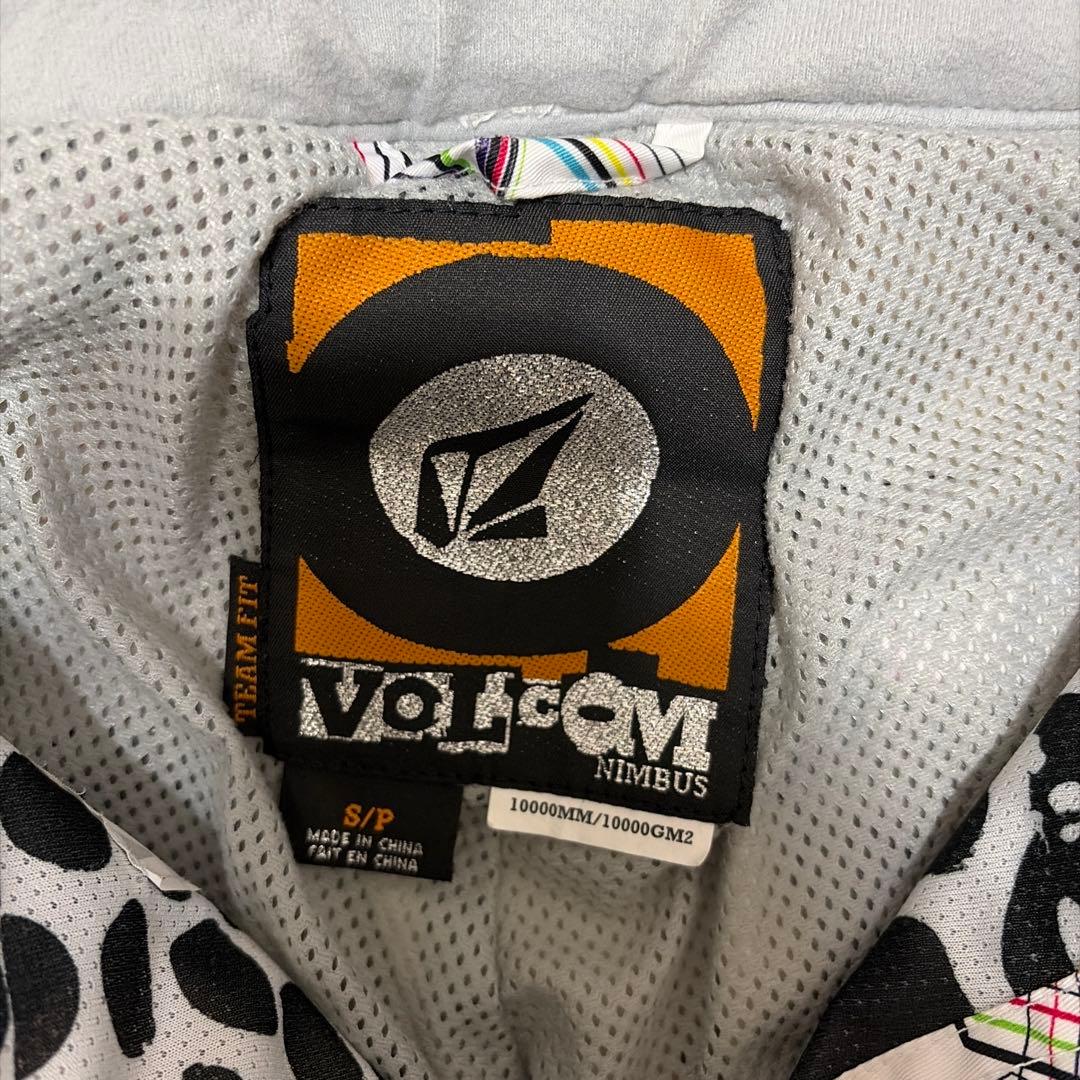 TEAM FIT
VOLCOM
NIMBUS
S/P
MADE IN CHINA
FAIT EN CHINA
10000MM/10000GM2